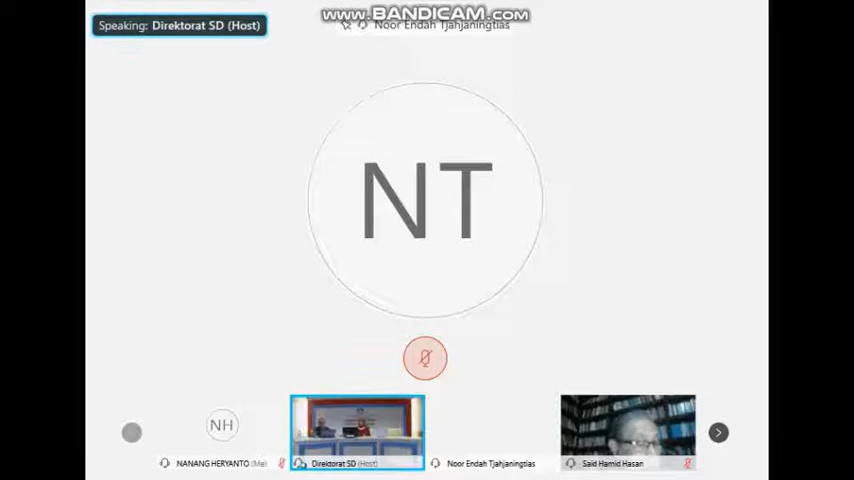 www.BANDICAM.com
Speaking: Direktorat SD (Host)
Noor Endah Tjahjaningtias
NT
NH
NANANG HERYANTO (Me)
Direktorat SD (Host)
Noor Endah Tjahjaningtias
Said Hamid Hasan